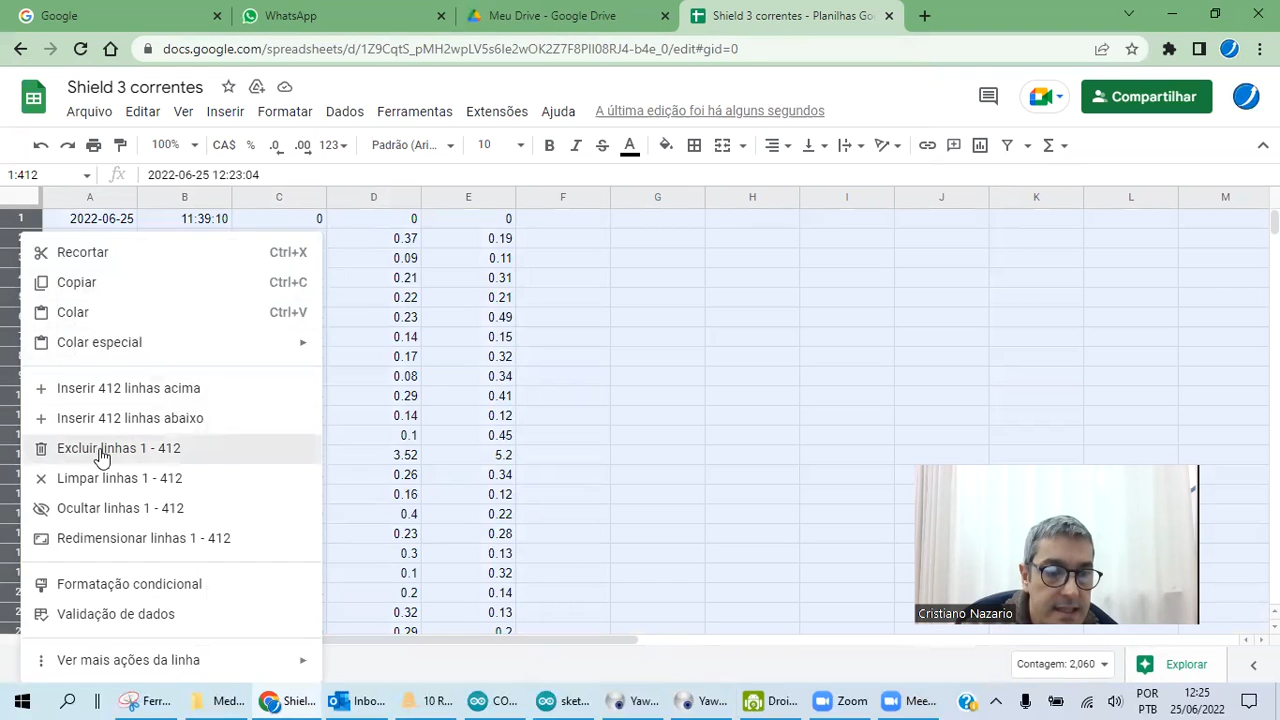 Google
WhatsApp
Meu Drive - Google Drive
Shield 3 correntes - Planilhas Go
docs.google.com/spreadsheets/d/1Z9CqtS_pMH2wpLV5s6Ie2wOK2Z7F8PII08RJ4-b4e_0/edit#gid=0
Shield 3 correntes
Arquivo Editar Ver Inserir Formatar Dados Ferramentas Extensões Ajuda A última edição foi há alguns segundos
Compartilhar
100% CA$ % .0 .00 123 Padrão (Ari... 10 B I S A
1:412 fx 2022-06-25 12:23:04
A B C D E F G H I J K L M
1 2022-06-25 11:39:10 0 0 0
0.37 0.19
Recortar Ctrl+X 0.09 0.11
Copiar Ctrl+C 0.21 0.31
0.22 0.21
Colar Ctrl+V 0.23 0.49
Colar especial 0.14 0.15
0.17 0.32
0.08 0.34
Inserir 412 linhas acima 0.29 0.41
Inserir 412 linhas abaixo 0.14 0.12
0.1 0.45
Excluir linhas 1 - 412 3.52 5.2
Limpar linhas 1 - 412 0.26 0.34
0.16 0.12
Ocultar linhas 1 - 412 0.4 0.22
0.23 0.28
Redimensionar linhas 1 - 412 0.3 0.13
0.1 0.32
Formatação condicional 0.2 0.14
Validação de dados 0.32 0.13
0.29 0.2
Cristiano Nazario
Ver mais ações da linha
Contagem: 2,060
Explorar
Ferr...
Med...
Shiel...
Inbo...
10 R...
CO...
sket...
Yaw...
Yaw...
Droi...
Zoom
Mee...
POR
PTB
12:25
25/06/2022